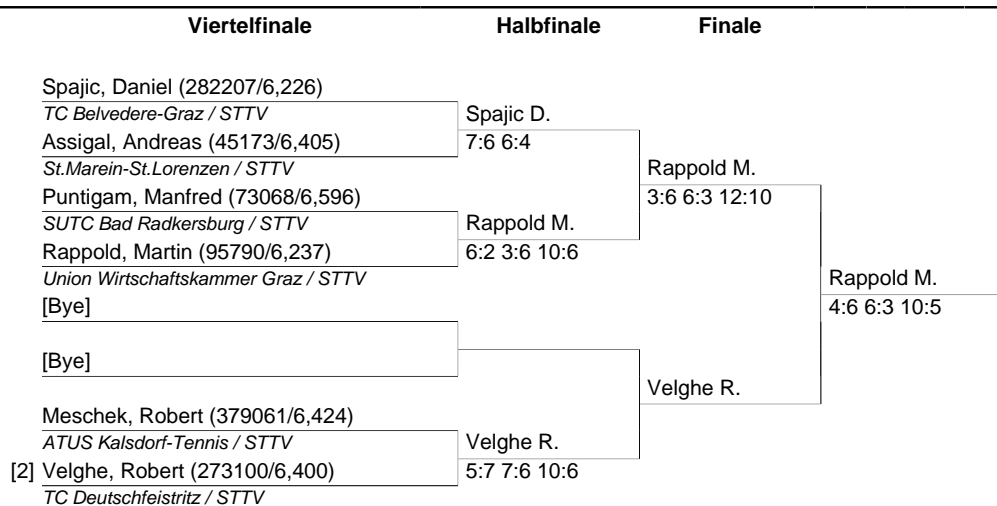 Viertelfinale Halbfinale Finale
Spajic, Daniel (282207/6,226)
TC Belvedere-Graz / STTV Spajic D.
Assigal, Andreas (45173/6,405) 7:6 6:4
St.Marein-St.Lorenzen / STTV Rappold M.
Puntigam, Manfred (73068/6,596) 3:6 6:3 12:10
SUTC Bad Radkersburg / STTV Rappold M.
Rappold, Martin (95790/6,237) 6:2 3:6 10:6
Union Wirtschaftskammer Graz / STTV Rappold M.
[Bye] 4:6 6:3 10:5
[Bye]
Velghe R.
Meschek, Robert (379061/6,424)
ATUS Kalsdorf-Tennis / STTV Velghe R.
[2] Velghe, Robert (273100/6,400) 5:7 7:6 10:6
TC Deutschfeistritz / STTV